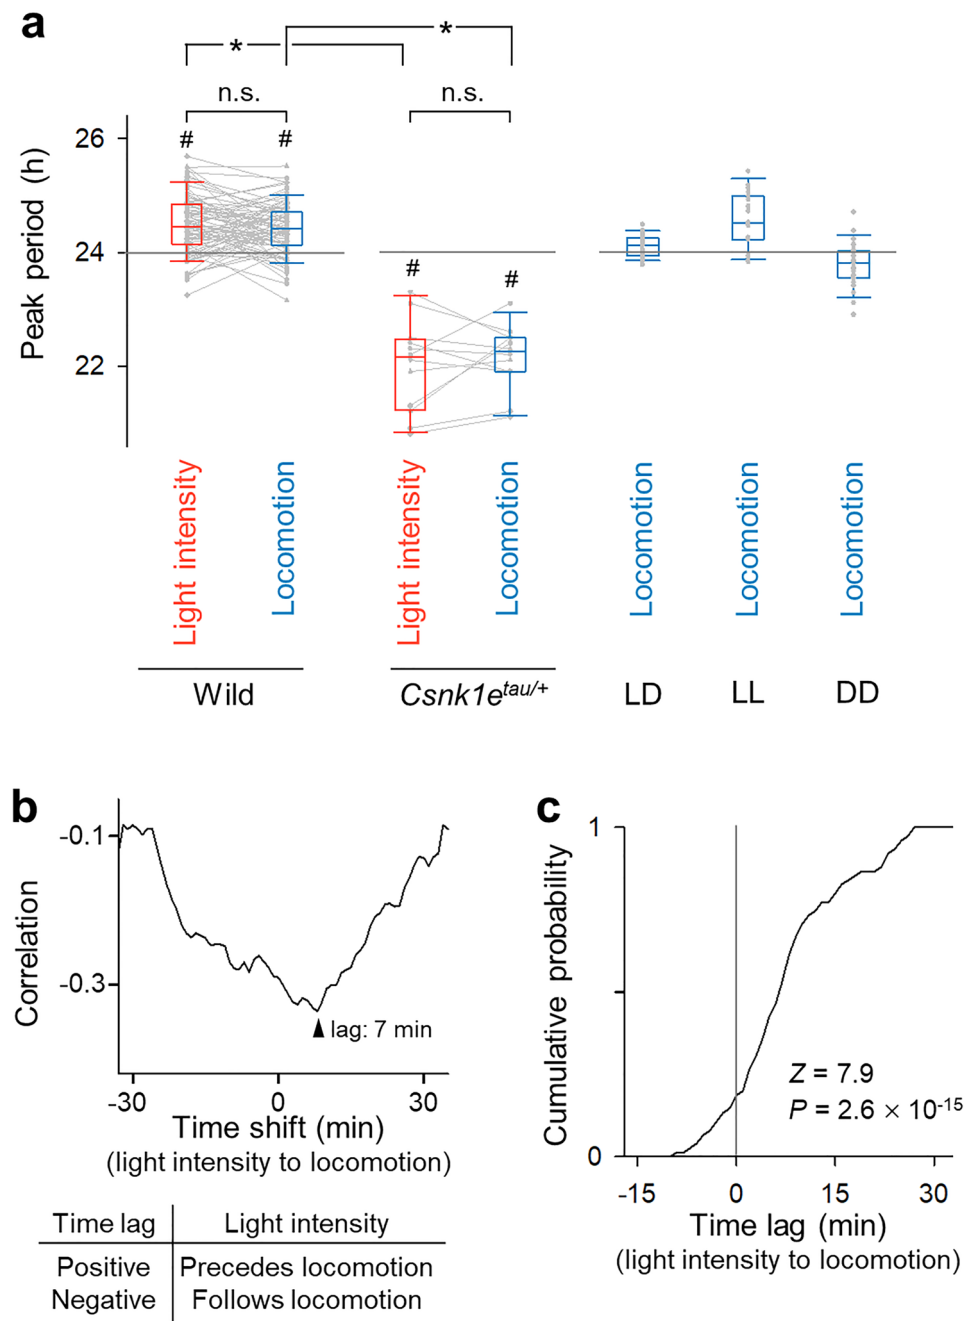 a
*
*
n.s.
n.s.
#
#
#
#
Peak period (h)
26
24
22
Light intensity
Locomotion
Light intensity
Locomotion
Locomotion
Locomotion
Locomotion
Wild
Csnk1e^tau/+
LD
LL
DD
b
Correlation
-0.1
-0.3
lag: 7 min
-30
0
30
Time shift (min)
(light intensity to locomotion)
Time lag Light intensity
Positive Precedes locomotion
Negative Follows locomotion
c
Cumulative probability
1
0
Z = 7.9
P = 2.6 × 10^-15
-15
0
15
30
Time lag (min)
(light intensity to locomotion)